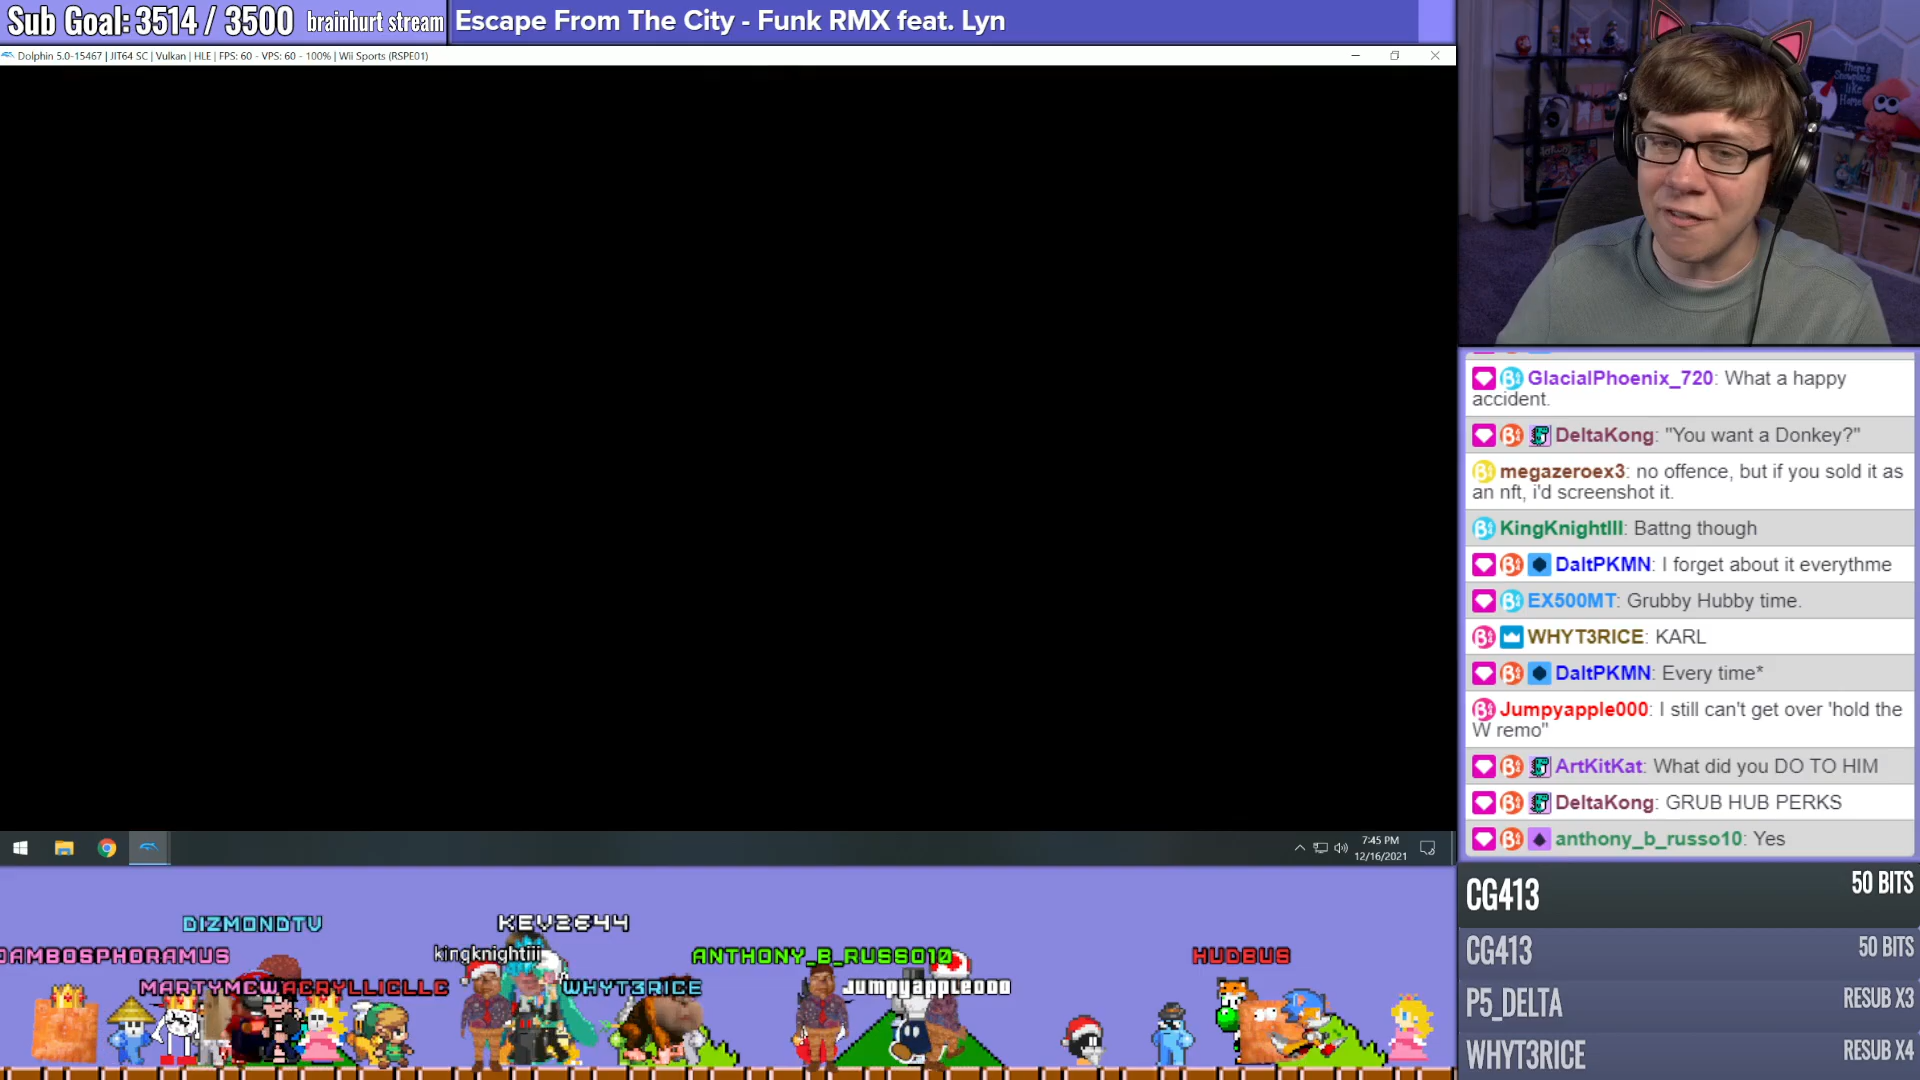 Sub Goal: 3514 / 3500 brainhurt stream
Escape From The City - Funk RMX feat. Lyn
Dolphin 5.0-15467 | JIT64 SC | Vulkan | HLE | FPS: 60 - VPS: 60 - 100% | Wii Sports (RSPE01)
GlacialPhoenix_720: What a happy
accident.
DeltaKong: "You want a Donkey?"
megazeroex3: no offence, but if you sold it as
an nft, i'd screenshot it.
KingKnightIII: Battng though
DaltPKMN: I forget about it everythme
EX500MT: Grubby Hubby time.
WHYT3RICE: KARL
DaltPKMN: Every time*
Jumpyapple000: I still can't get over 'hold the
W remo"
ArtKitKat: What did you DO TO HIM
DeltaKong: GRUB HUB PERKS
anthony_b_russo10: Yes
7:45 PM
12/16/2021
CG413 50 BITS
CG413 50 BITS
P5_DELTA RESUB X3
WHYT3RICE RESUB X4
DIZMONDTV
KEV2644
DAMBOSPHORAMUS
kingknightiii
ANTHONY_B_RUSSO10
HUDBUS
MARTYMCW
ACRYLLICLLC
WHYT3RICE
Jumpyapple000